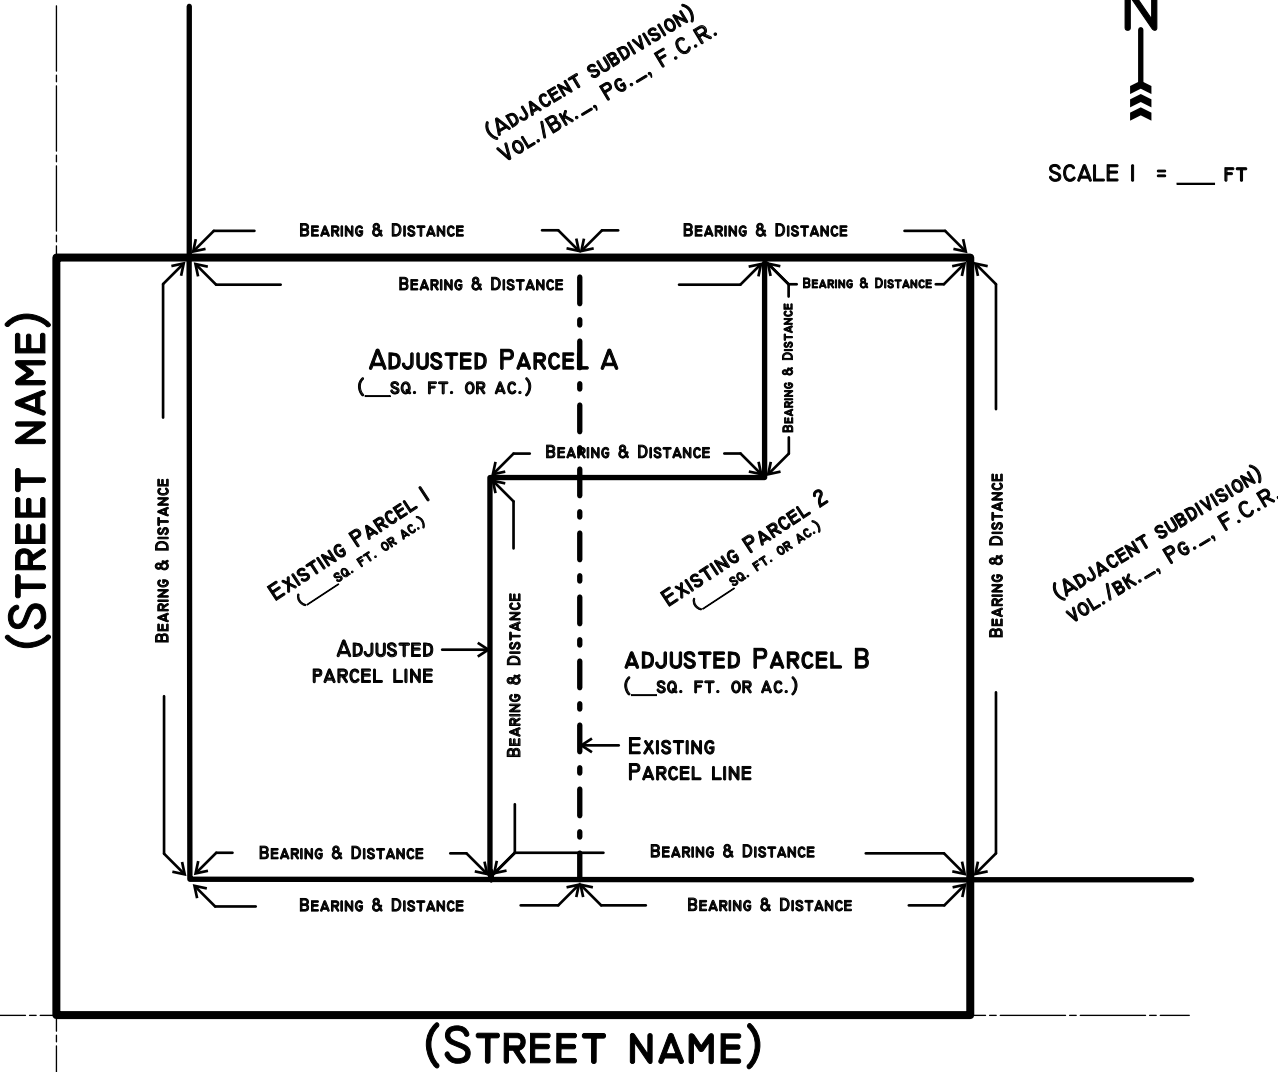 N
(ADJACENT SUBDIVISION)
VOL./BK._, PG._, F.C.R.
SCALE 1 = ___ FT
BEARING & DISTANCE
BEARING & DISTANCE
BEARING & DISTANCE
BEARING & DISTANCE
BEARING & DISTANCE
ADJUSTED PARCEL A
(__SQ. FT. OR AC.)
BEARING & DISTANCE
(STREET NAME)
BEARING & DISTANCE
EXISTING PARCEL 1
(___SQ. FT. OR AC.)
EXISTING PARCEL 2
(___SQ. FT. OR AC.)
BEARING & DISTANCE
(ADJACENT SUBDIVISION)
VOL./BK._, PG._, F.C.R.
ADJUSTED
PARCEL LINE
BEARING & DISTANCE
ADJUSTED PARCEL B
(__SQ. FT. OR AC.)
EXISTING
PARCEL LINE
BEARING & DISTANCE
BEARING & DISTANCE
BEARING & DISTANCE
BEARING & DISTANCE
(STREET NAME)